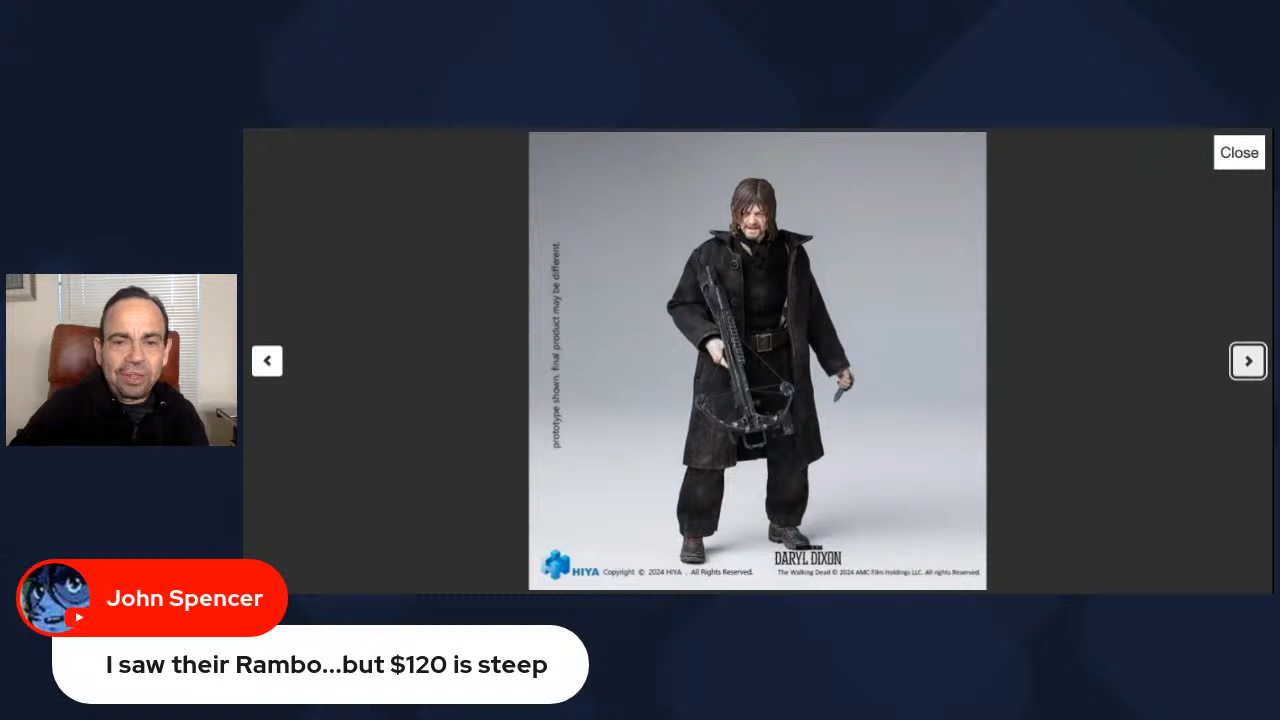 Close
prototype shown, final product may be different.
DARYL DIXON
HIYA Copyright © 2024 HIYA . All Rights Reserved.
The Walking Dead © 2024 AMC Film Holdings LLC. All rights Reserved.
John Spencer
I saw their Rambo...but $120 is steep